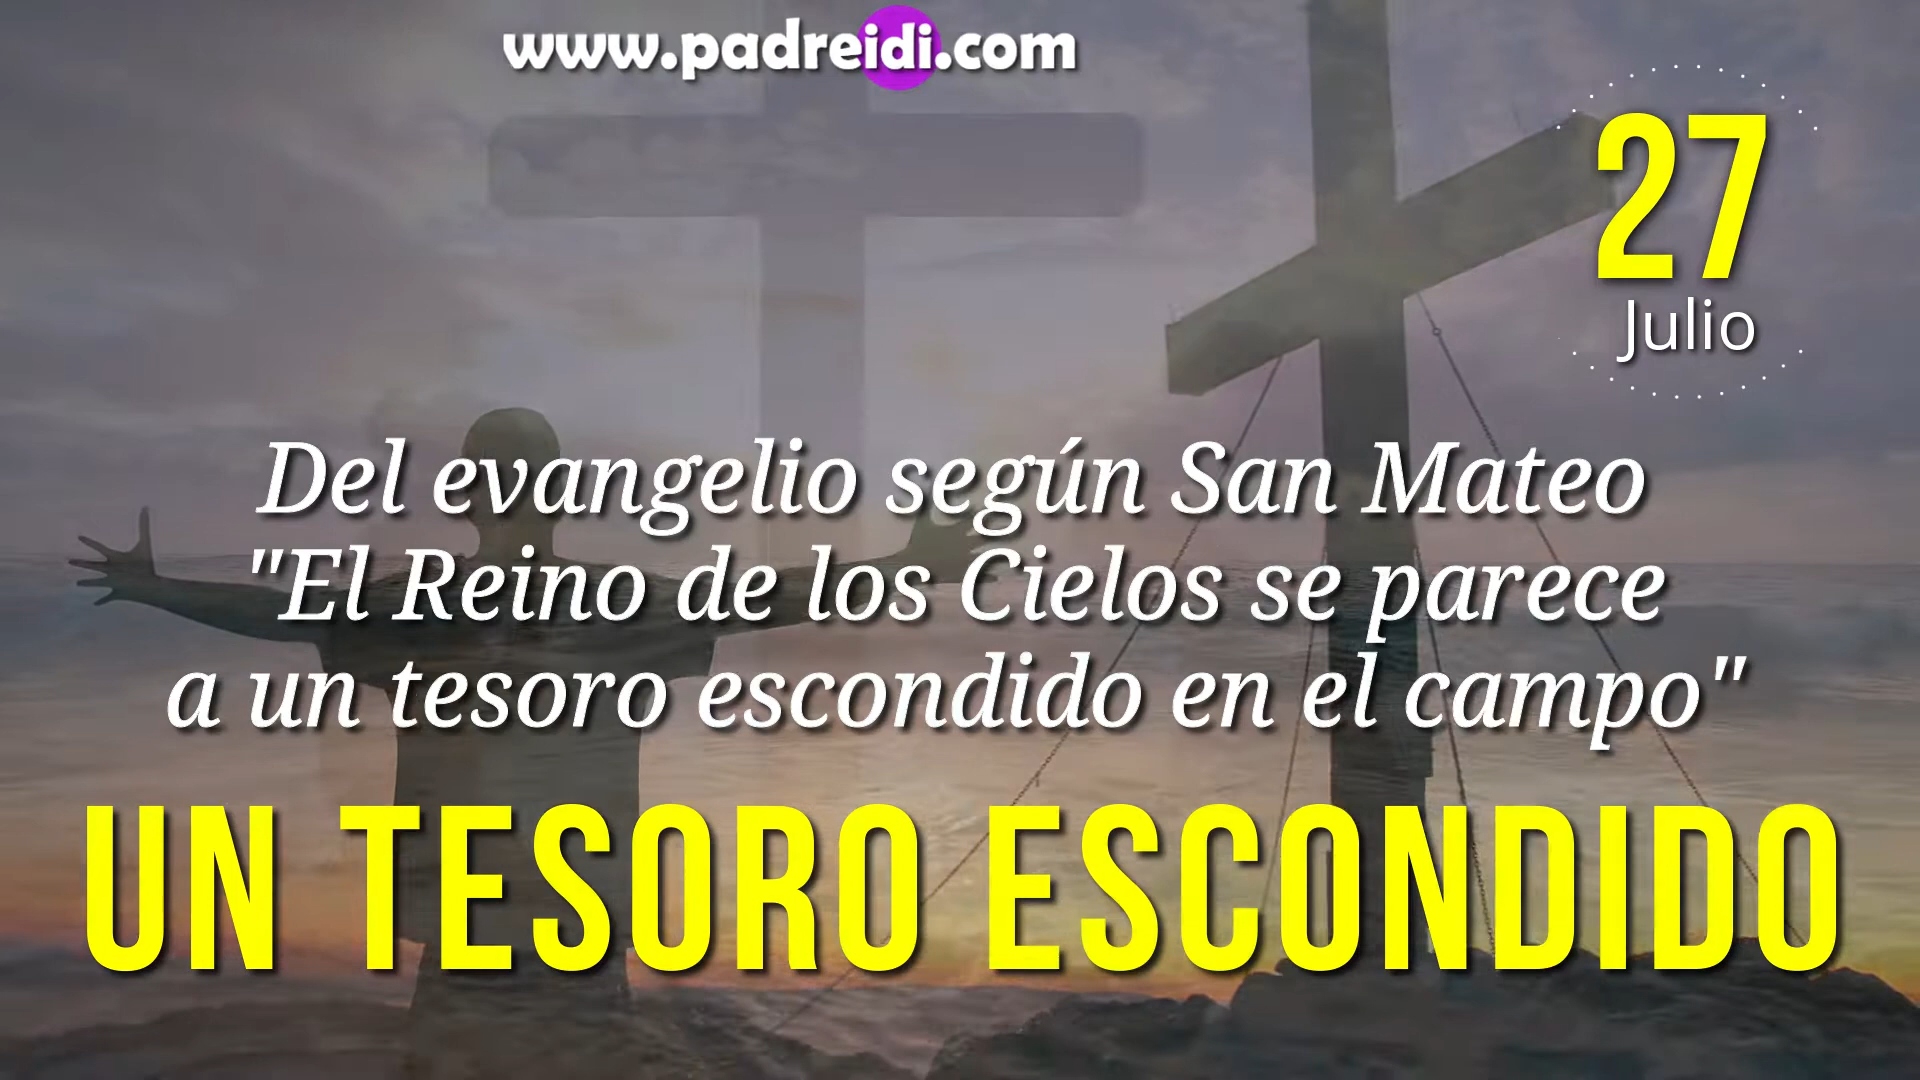 www.padreidi.com
27
Julio
Del evangelio según San Mateo
"El Reino de los Cielos se parece
a un tesoro escondido en el campo"
UN TESORO ESCONDIDO